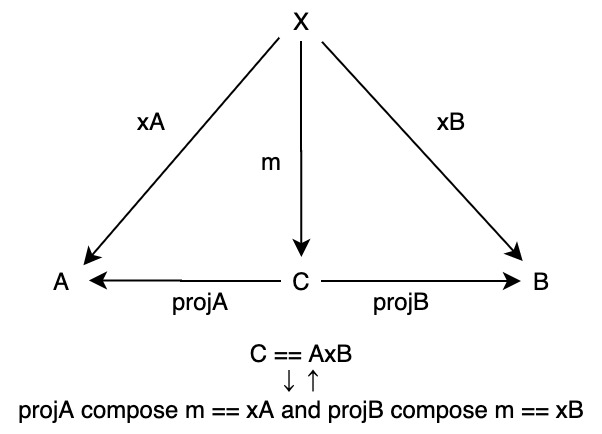 X
xA
xB
m
A
C
B
projA
projB
C == AxB
↓ ↑
projA compose m == xA and projB compose m == xB